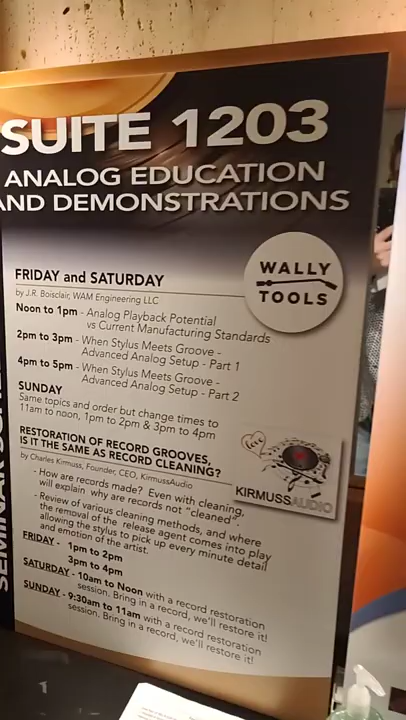 SUITE 1203
ANALOG EDUCATION
AND DEMONSTRATIONS
WALLY
TOOLS
FRIDAY and SATURDAY
by J.R. Boisclair, WAM Engineering LLC
Noon to 1pm - Analog Playback Potential
vs Current Manufacturing Standards
2pm to 3pm - When Stylus Meets Groove -
Advanced Analog Setup - Part 1
4pm to 5pm - When Stylus Meets Groove -
Advanced Analog Setup - Part 2
SUNDAY
Same topics and order but change times to
11am to noon, 1pm to 2pm & 3pm to 4pm
RESTORATION OF RECORD GROOVES,
IS IT THE SAME AS RECORD CLEANING?
by Charles Kirmuss, Founder, CEO, KirmussAudio
KIRMUSSAUDIO
- How are records made? Even with cleaning,
will explain why are records not "cleaned".
- Review of various cleaning methods, and where
the removal of the release agent comes into play
allowing the stylus to pick up every minute detail
and emotion of the artist.
FRIDAY - 1pm to 2pm
3pm to 4pm
SATURDAY - 10am to Noon with a record restoration
session. Bring in a record, we'll restore it!
SUNDAY - 9:30am to 11am with a record restoration
session. Bring in a record, we'll restore it!